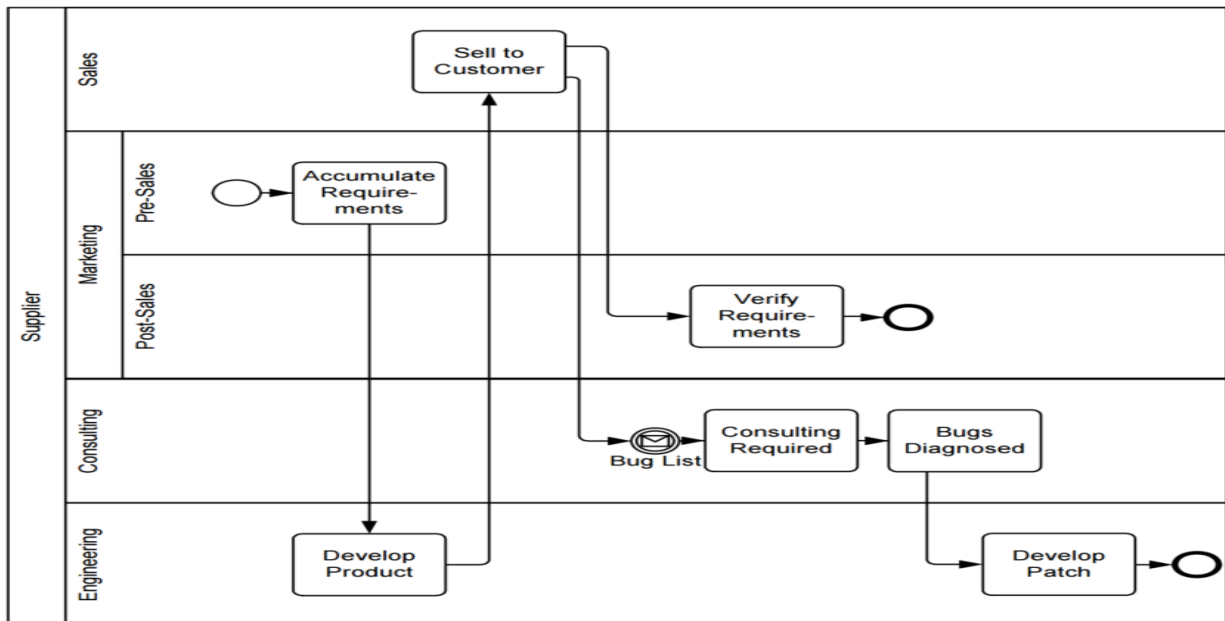 Supplier
Sales
Sell to
Customer
Marketing
Pre-Sales
Accumulate
Require-
ments
Post-Sales
Verify
Require-
ments
Consulting
Bug List
Consulting
Required
Bugs
Diagnosed
Engineering
Develop
Product
Develop
Patch